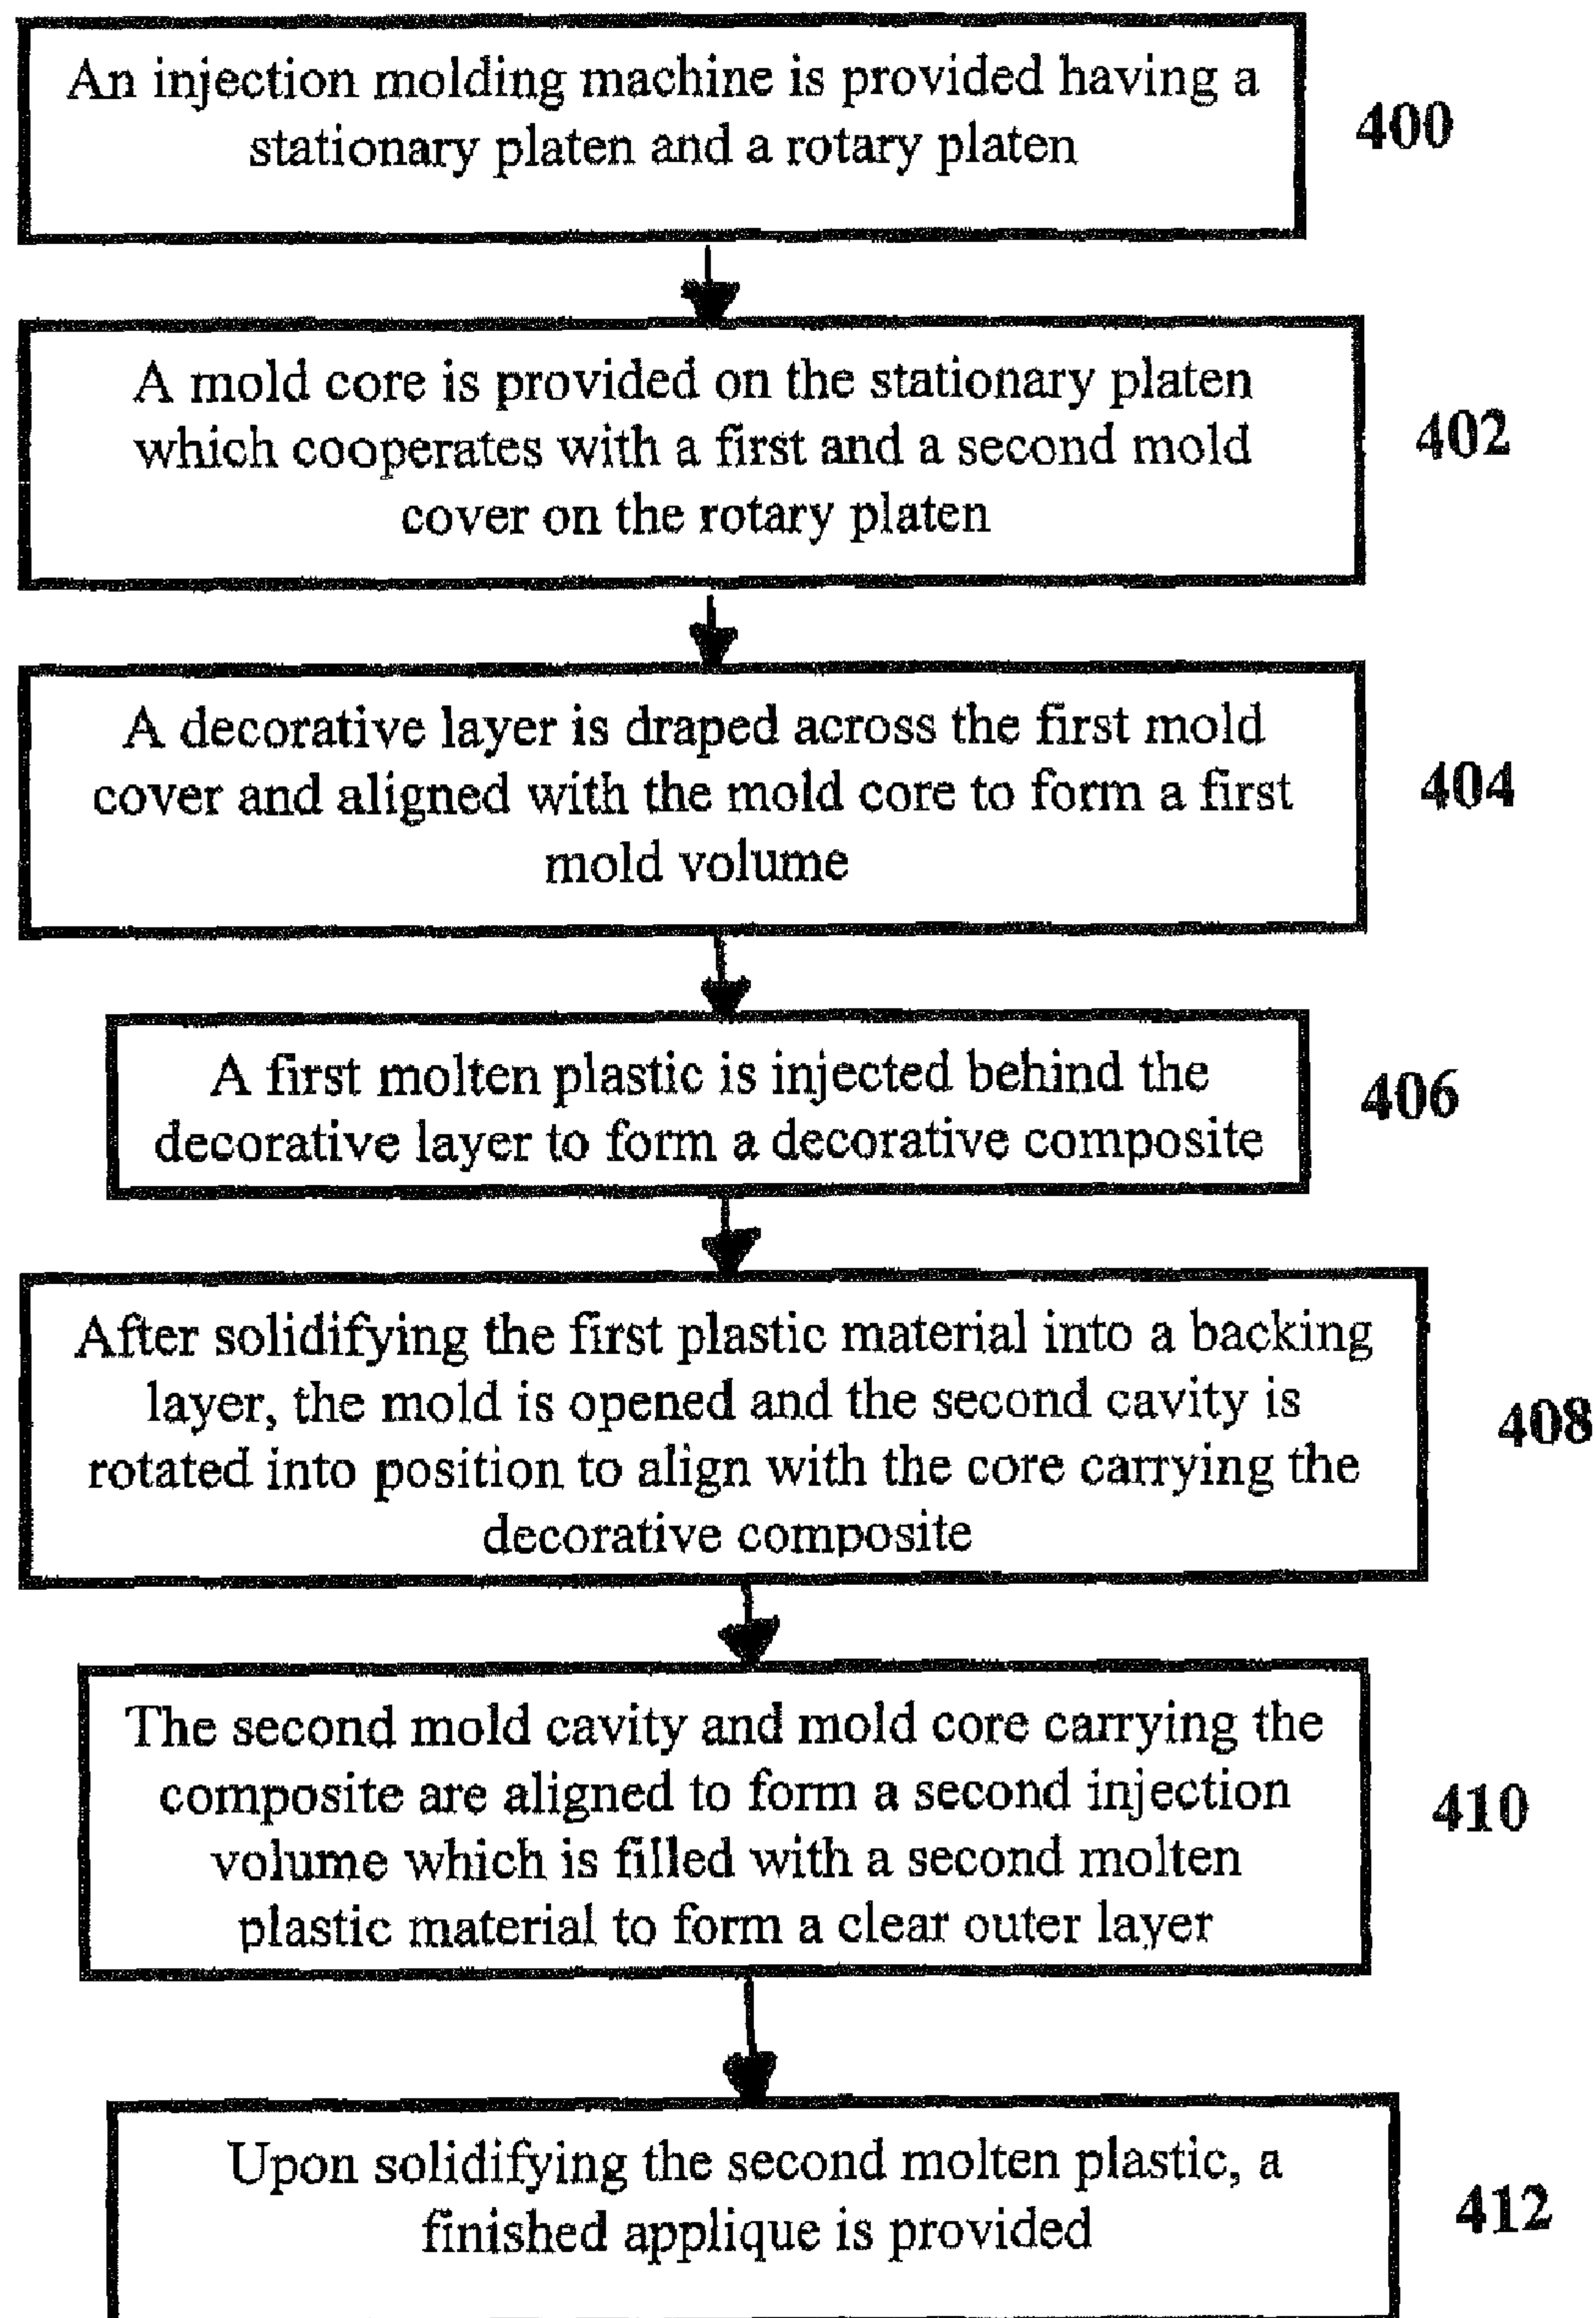 An injection molding machine is provided having a
stationary platen and a rotary platen
400
A mold core is provided on the stationary platen
which cooperates with a first and a second mold
cover on the rotary platen
402
A decorative layer is draped across the first mold
cover and aligned with the mold core to form a first
mold volume
404
A first molten plastic is injected behind the
decorative layer to form a decorative composite
406
After solidifying the first plastic material into a backing
layer, the mold is opened and the second cavity is
rotated into position to align with the core carrying the
decorative composite
408
The second mold cavity and mold core carrying the
composite are aligned to form a second injection
volume which is filled with a second molten
plastic material to form a clear outer layer
410
Upon solidifying the second molten plastic, a
finished applique is provided
412